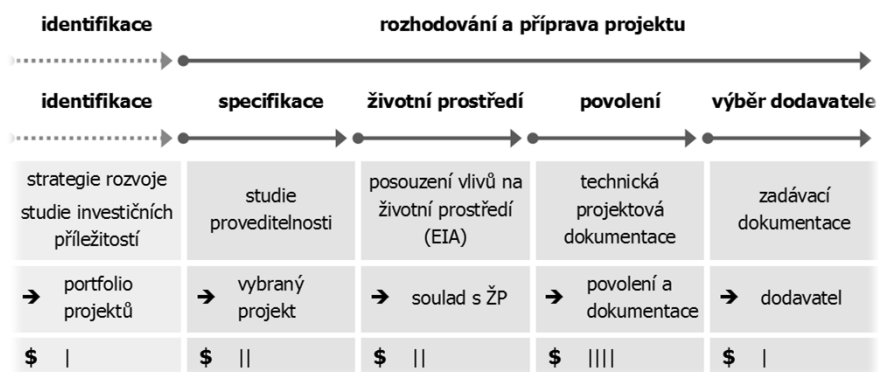 identifikace
rozhodování a příprava projektu
identifikace
specifikace
životní prostředí
povolení
výběr dodavatele
strategie rozvoje
studie investičních
příležitostí
studie
proveditelnosti
posouzení vlivů na
životní prostředí
(EIA)
technická
projektová
dokumentace
zadávací
dokumentace
➔ portfolio
projektů
➔ vybraný
projekt
➔ soulad s ŽP
➔ povolení a
dokumentace
➔ dodavatel
$ |
$ ||
$ ||
$ ||||
$ |